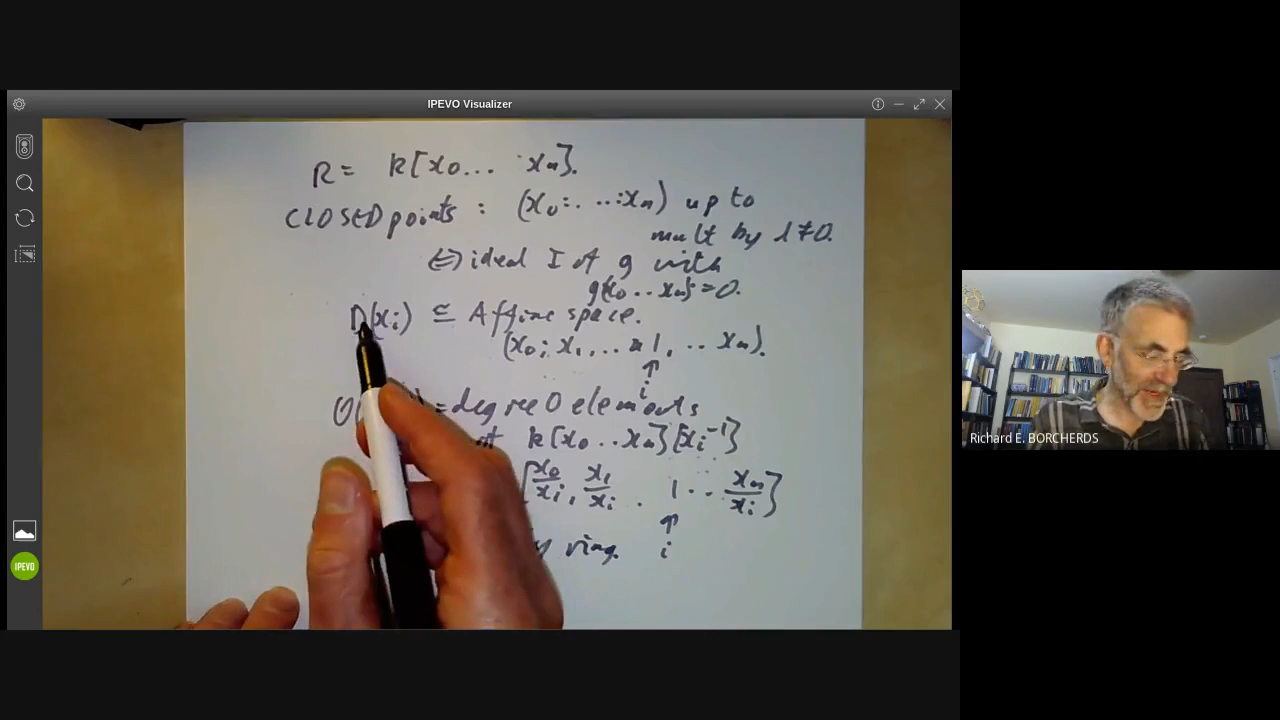 IPEVO Visualizer
R = k[x₀... xₙ].
CLOSED points : (x₀:...:xₙ) up to
mult by λ≠0.
⇔ ideal I of g with
g(x₀..xₙ)=0.
D(xᵢ) ⊆ Affine space.
(x₀; x₁,.. 1, .. xₙ).
↑
i
= degree 0 elements
k[x₀..xₙ][xᵢ⁻¹]
[x₀/xᵢ, x₁/xᵢ . 1 .. xₙ/xᵢ]
↑
ring. i
Richard E. BORCHERDS
IPEVO